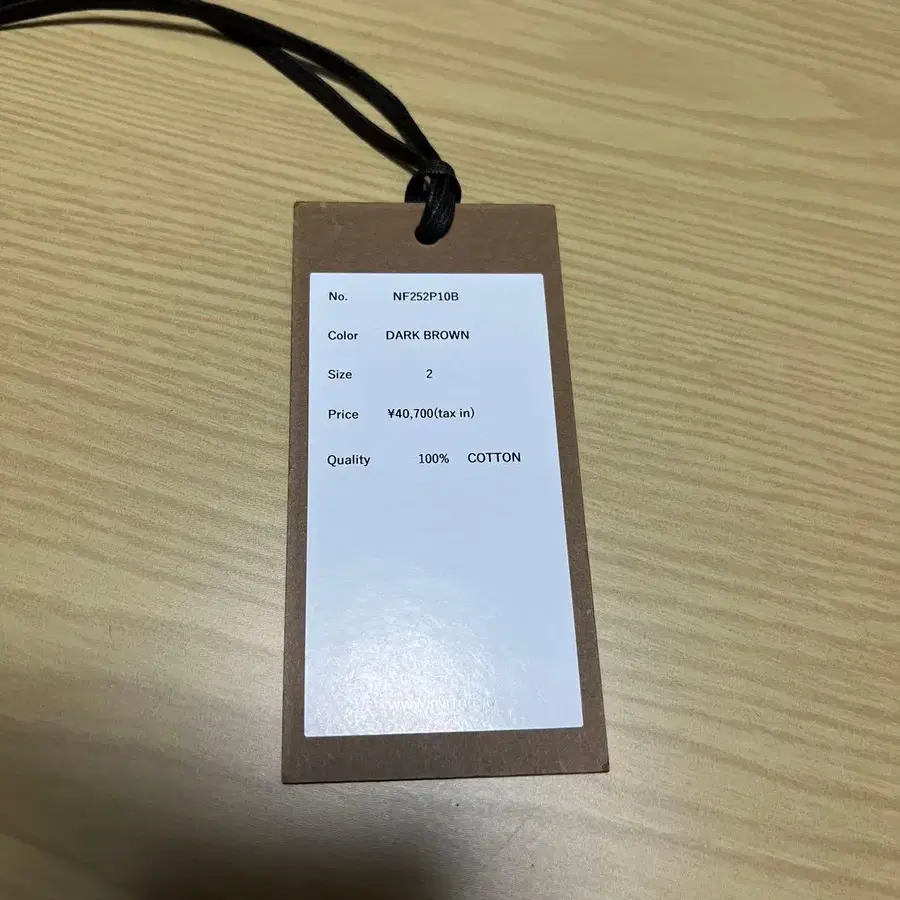 No. NF252P10B
Color DARK BROWN
Size 2
Price ¥40,700(tax in)
Quality 100% COTTON